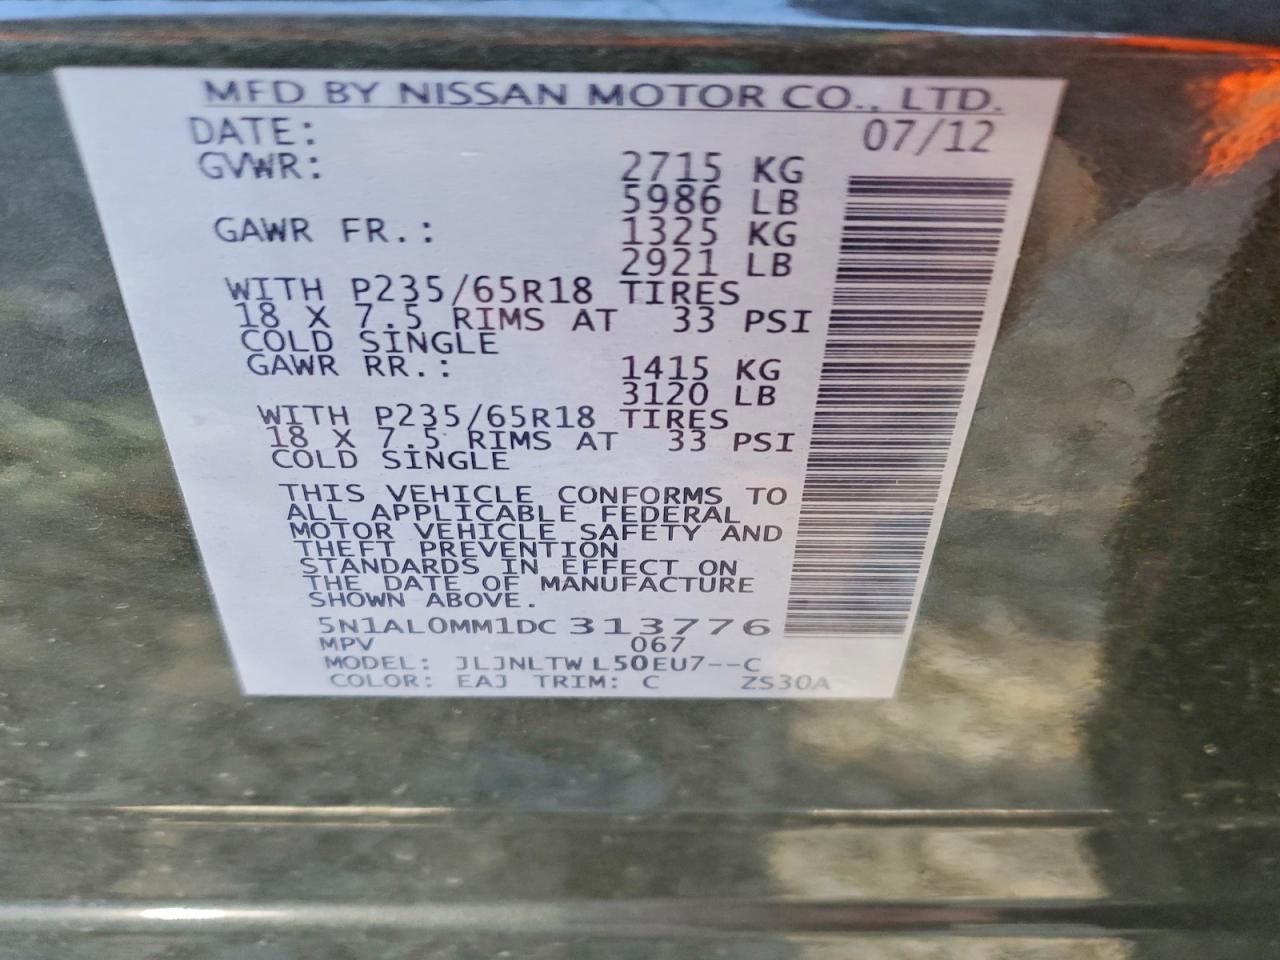 MFD BY NISSAN MOTOR CO., LTD.
DATE: 07/12
GVWR: 2715 KG
5986 LB
GAWR FR.: 1325 KG
2921 LB
WITH P235/65R18 TIRES
18 X 7.5 RIMS AT 33 PSI
COLD SINGLE
GAWR RR.: 1415 KG
3120 LB
WITH P235/65R18 TIRES
18 X 7.5 RIMS AT 33 PSI
COLD SINGLE
THIS VEHICLE CONFORMS TO
ALL APPLICABLE FEDERAL
MOTOR VEHICLE SAFETY AND
THEFT PREVENTION
STANDARDS IN EFFECT ON
THE DATE OF MANUFACTURE
SHOWN ABOVE.
5N1AL0MM1DC313776
MPV 067
MODEL: JLJNLTWL50EU7--C
COLOR: EAJ TRIM: C ZS30A